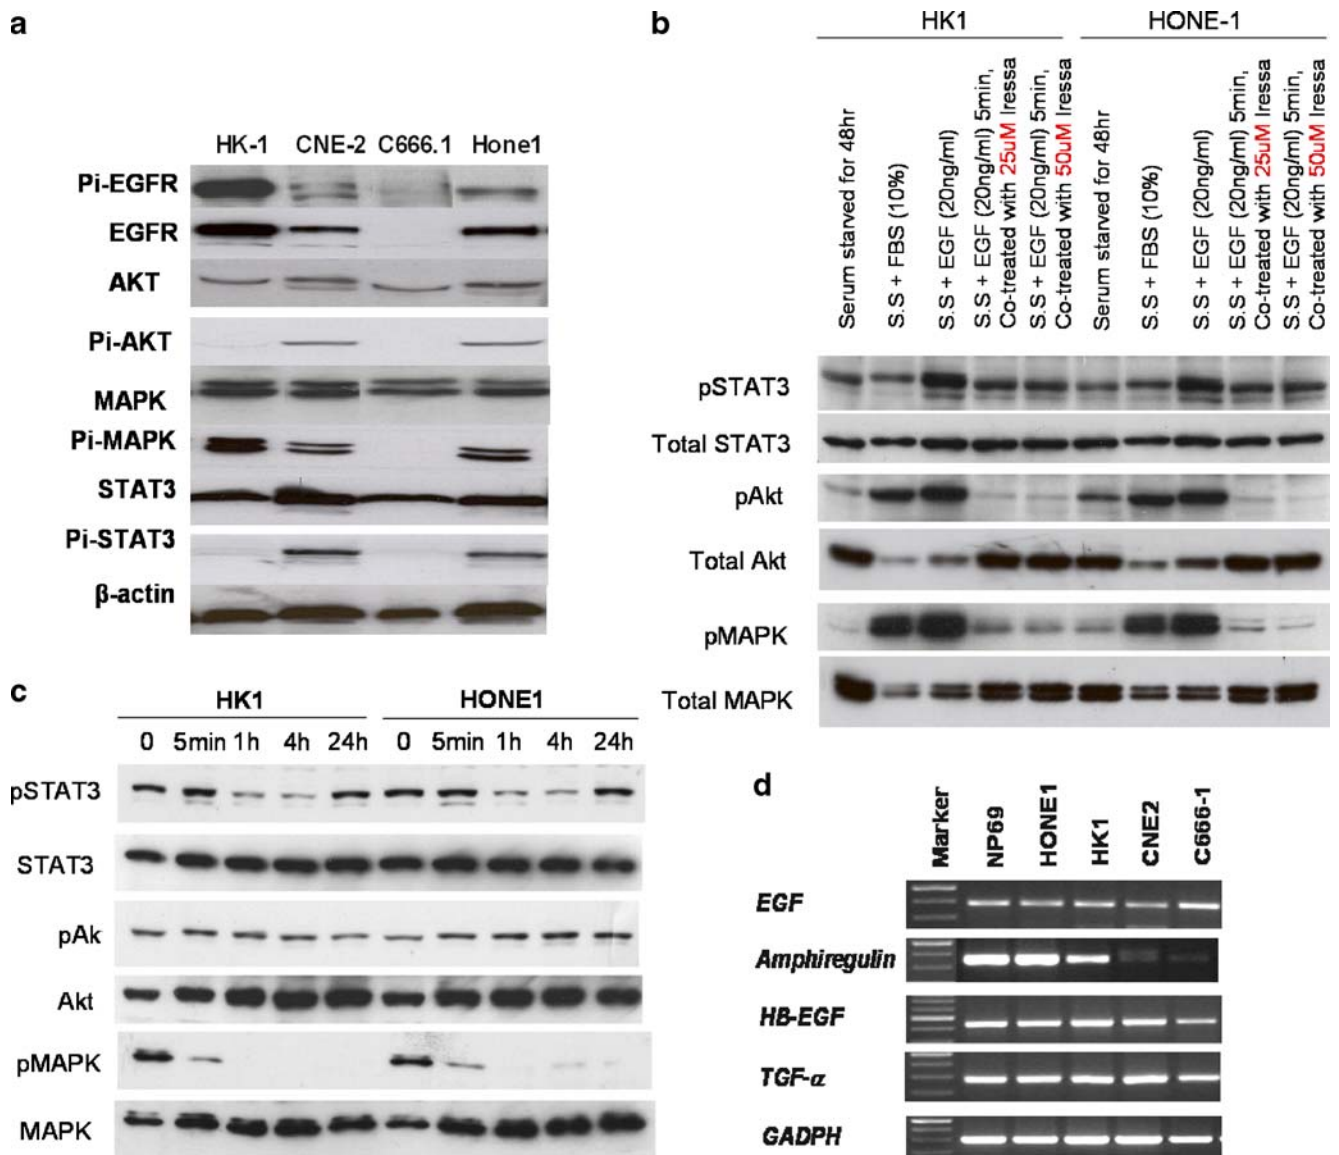 a
HK-1 CNE-2 C666.1 Hone1
Pi-EGFR
EGFR
AKT
Pi-AKT
MAPK
Pi-MAPK
STAT3
Pi-STAT3
β-actin
b
HK1 HONE-1
Serum starved for 48hr
S.S + FBS (10%)
S.S + EGF (20ng/ml)
S.S + EGF (20ng/ml) 5min,
Co-treated with 25uM Iressa
S.S + EGF (20ng/ml) 5min,
Co-treated with 50uM Iressa
Serum starved for 48hr
S.S + FBS (10%)
S.S + EGF (20ng/ml)
S.S + EGF (20ng/ml) 5min,
Co-treated with 25uM Iressa
S.S + EGF (20ng/ml) 5min,
Co-treated with 50uM Iressa
pSTAT3
Total STAT3
pAkt
Total Akt
pMAPK
Total MAPK
c
HK1 HONE1
0 5min 1h 4h 24h 0 5min 1h 4h 24h
pSTAT3
STAT3
pAk
Akt
pMAPK
MAPK
d
Marker NP69 HONE1 HK1 CNE2 C666-1
EGF
Amphiregulin
HB-EGF
TGF-α
GADPH